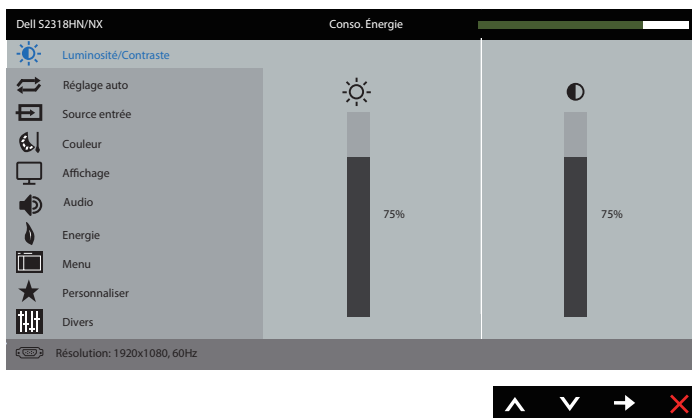 Dell S2318HN/NX Conso. Énergie
Luminosité/Contraste
Réglage auto
Source entrée
Couleur
Affichage
Audio
75% 75%
Energie
Menu
Personnaliser
Divers
Résolution: 1920x1080, 60Hz